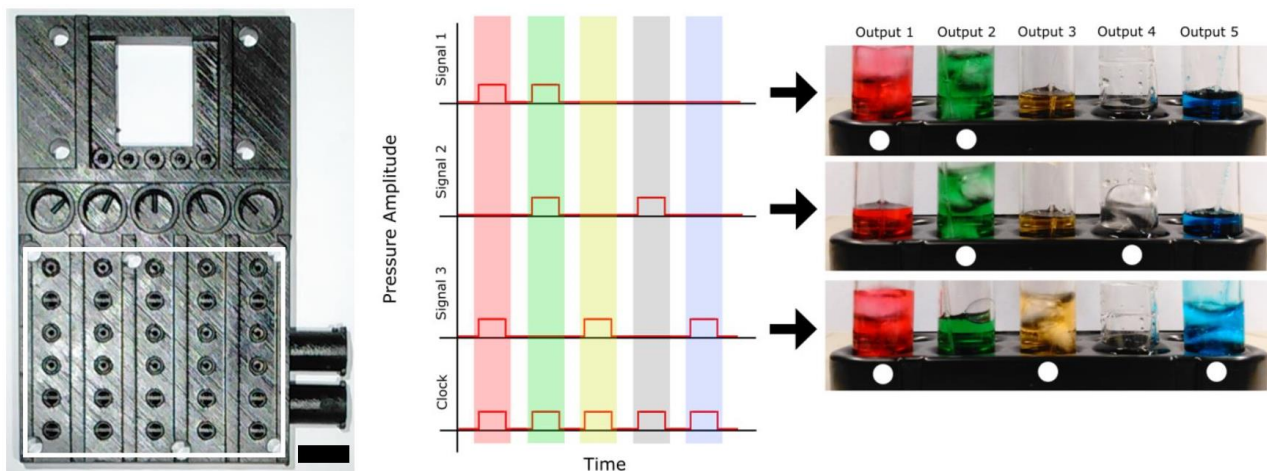 Output 1
Output 2
Output 3
Output 4
Output 5
Pressure Amplitude
Signal 1
Signal 2
Signal 3
Clock
Time